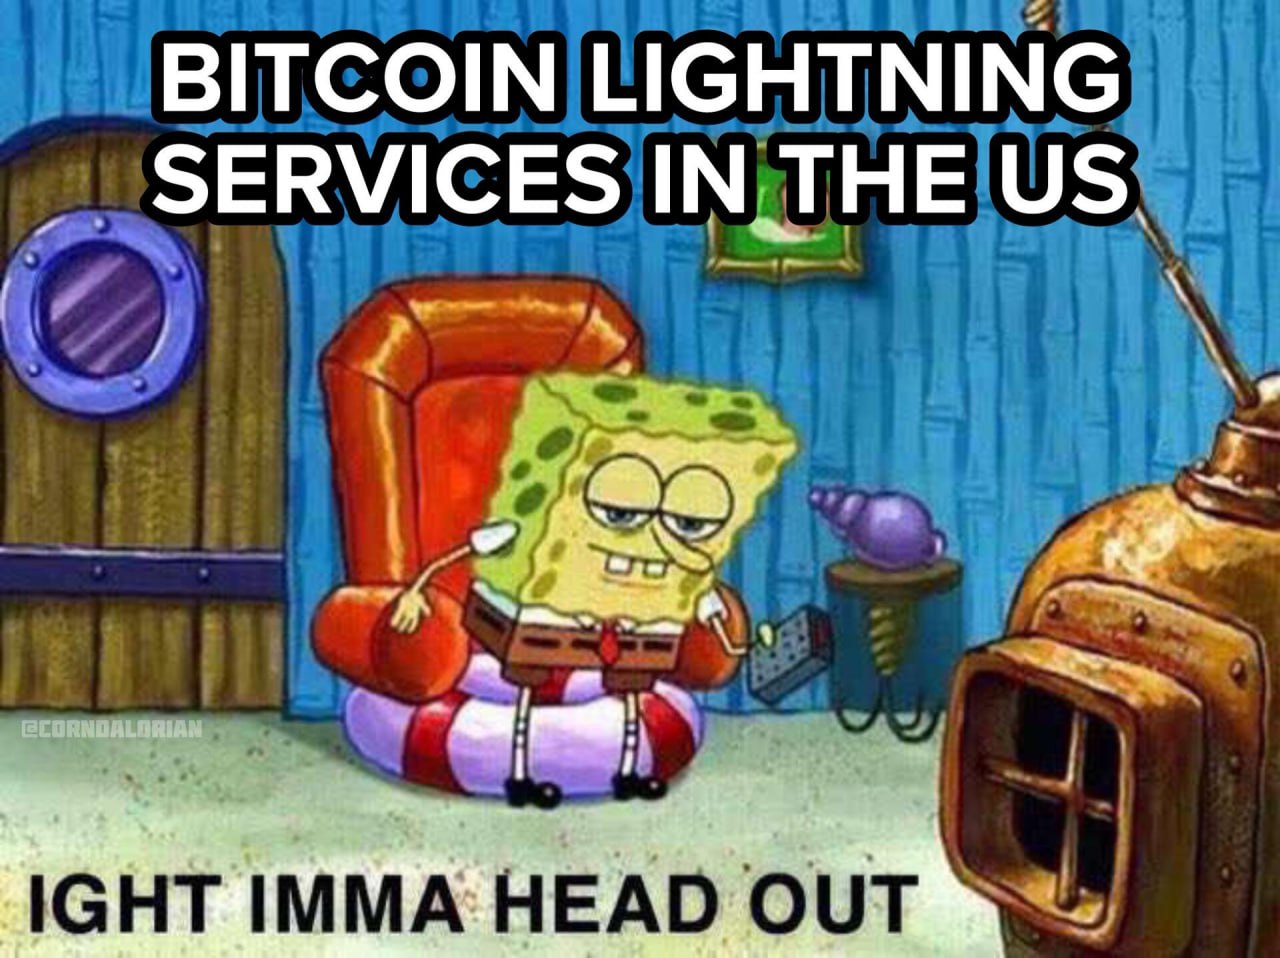 BITCOIN LIGHTNING
SERVICES IN THE US
@CORNDALORIAN
IGHT IMMA HEAD OUT